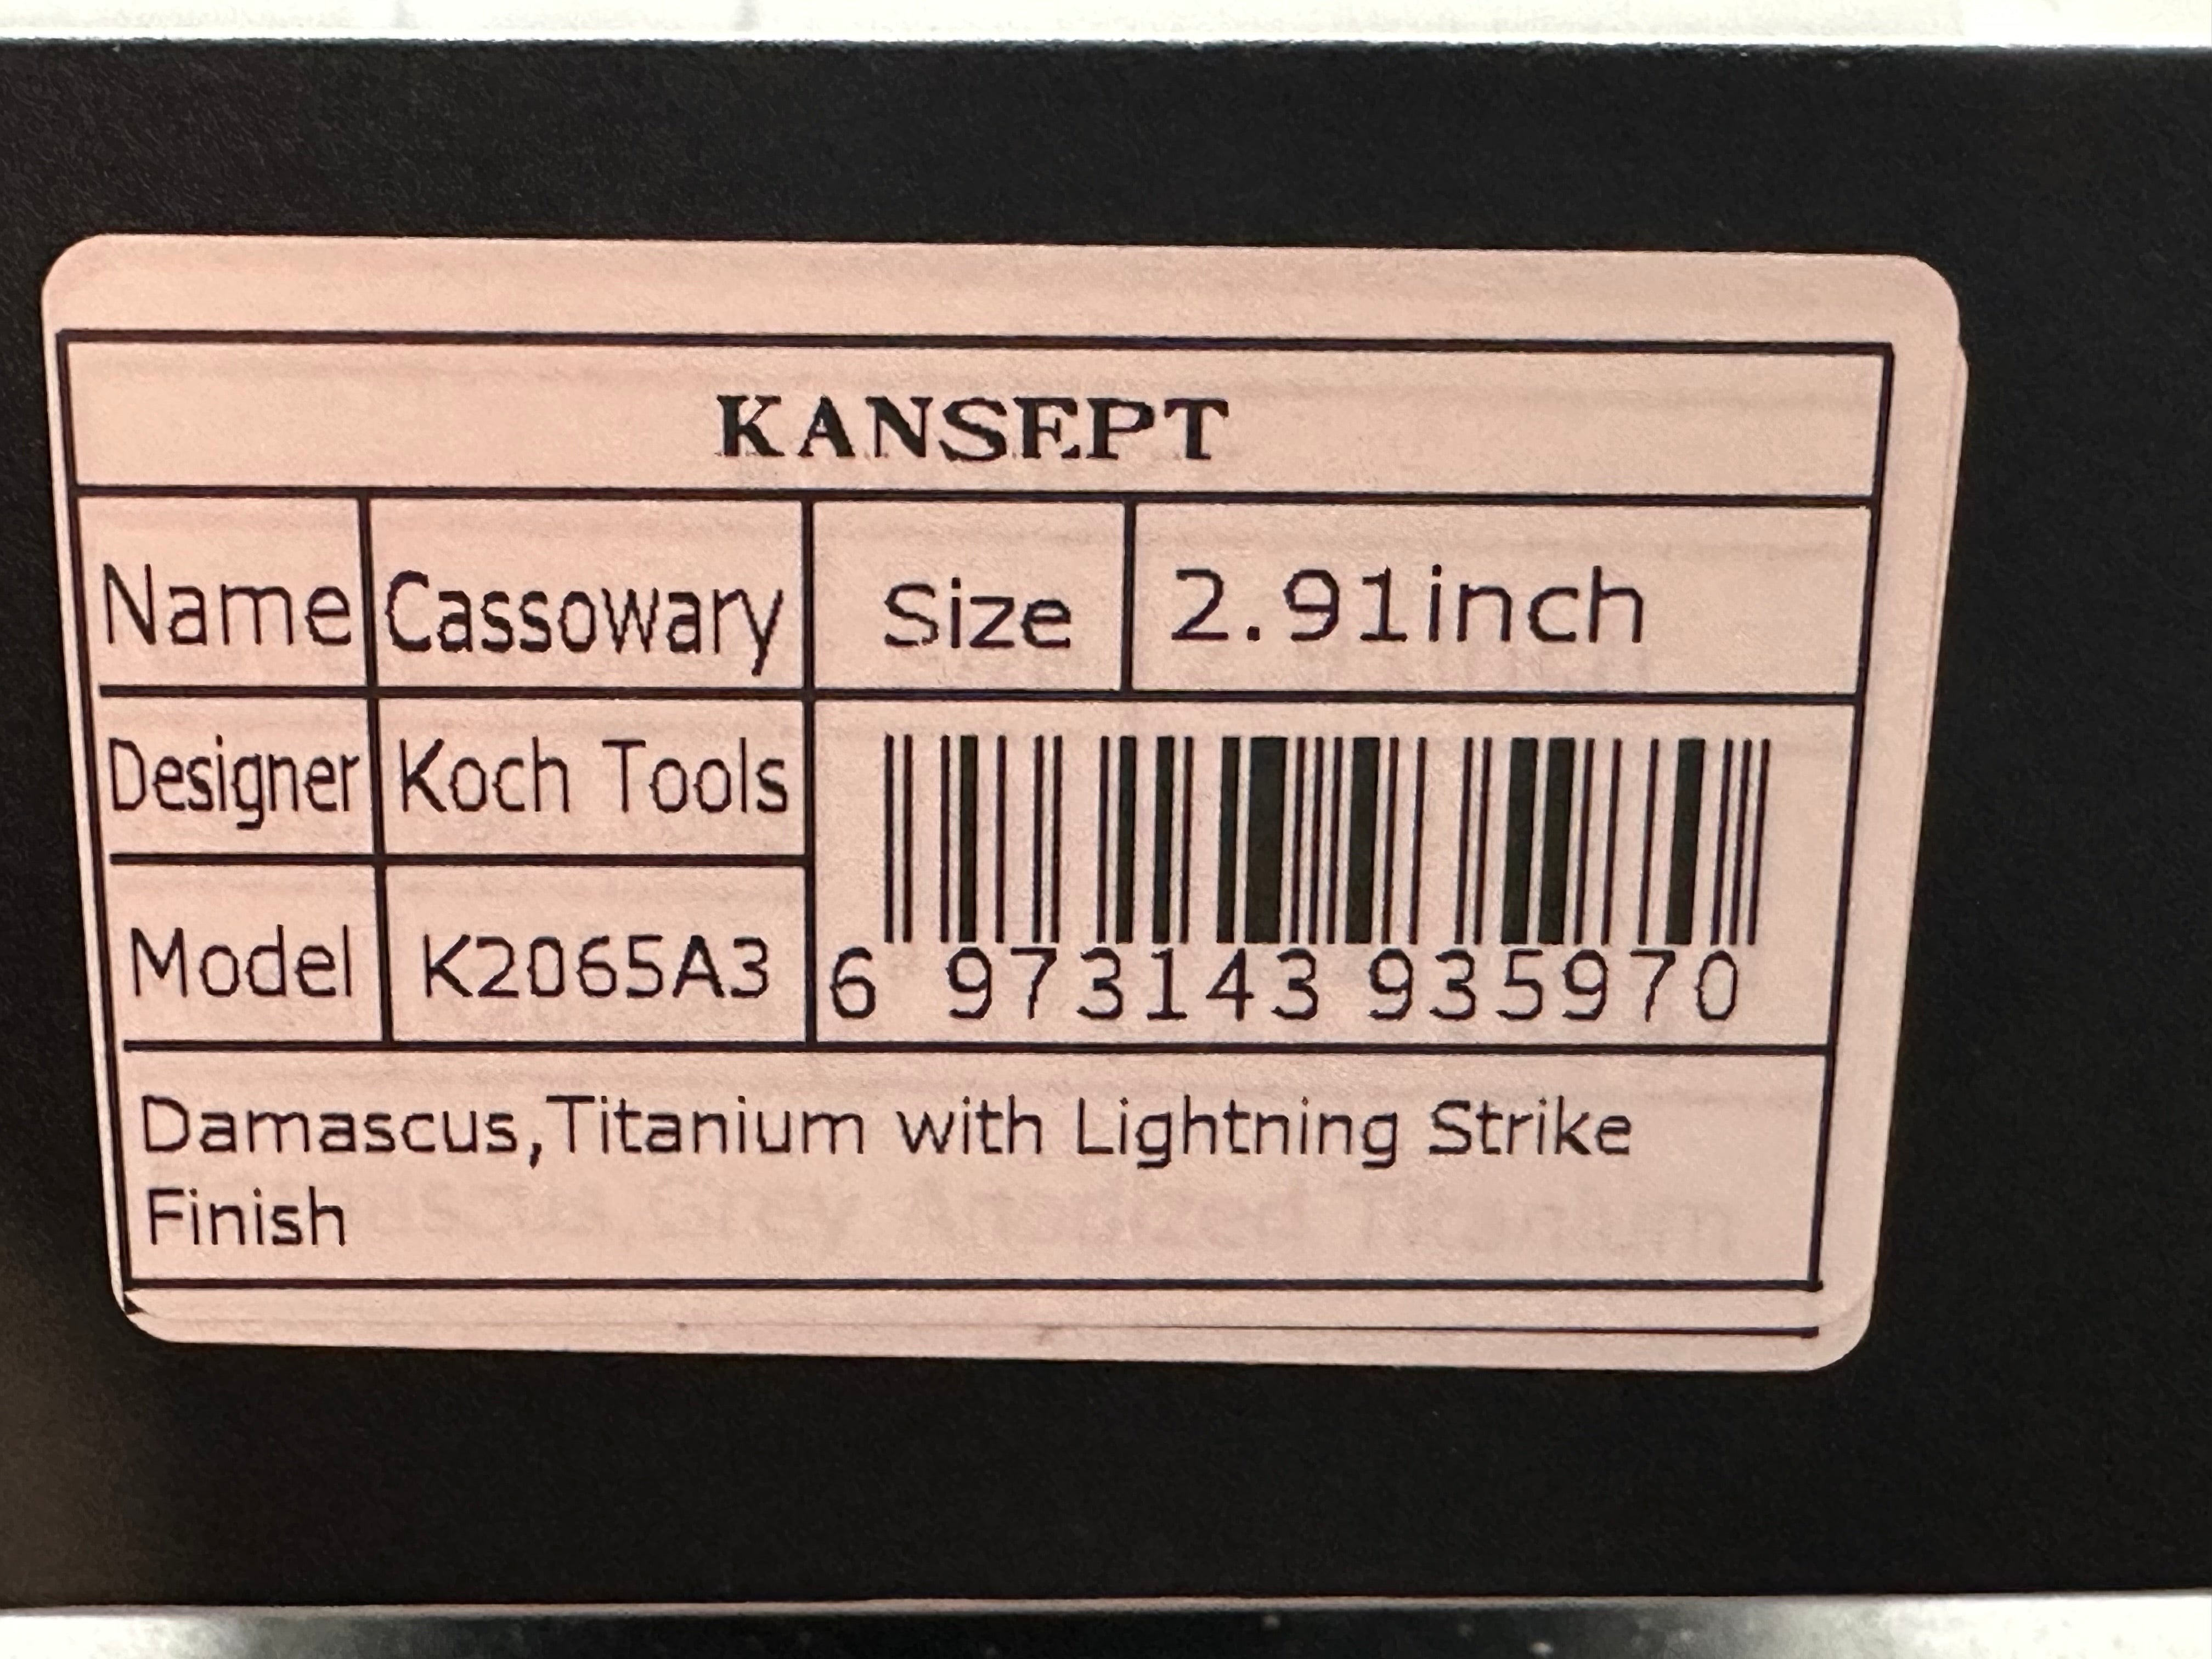 KANSEPT
Name Cassowary Size 2.91inch
Designer Koch Tools
Model K2065A3
6 973143 935970
Damascus,Titanium with Lightning Strike
Finish